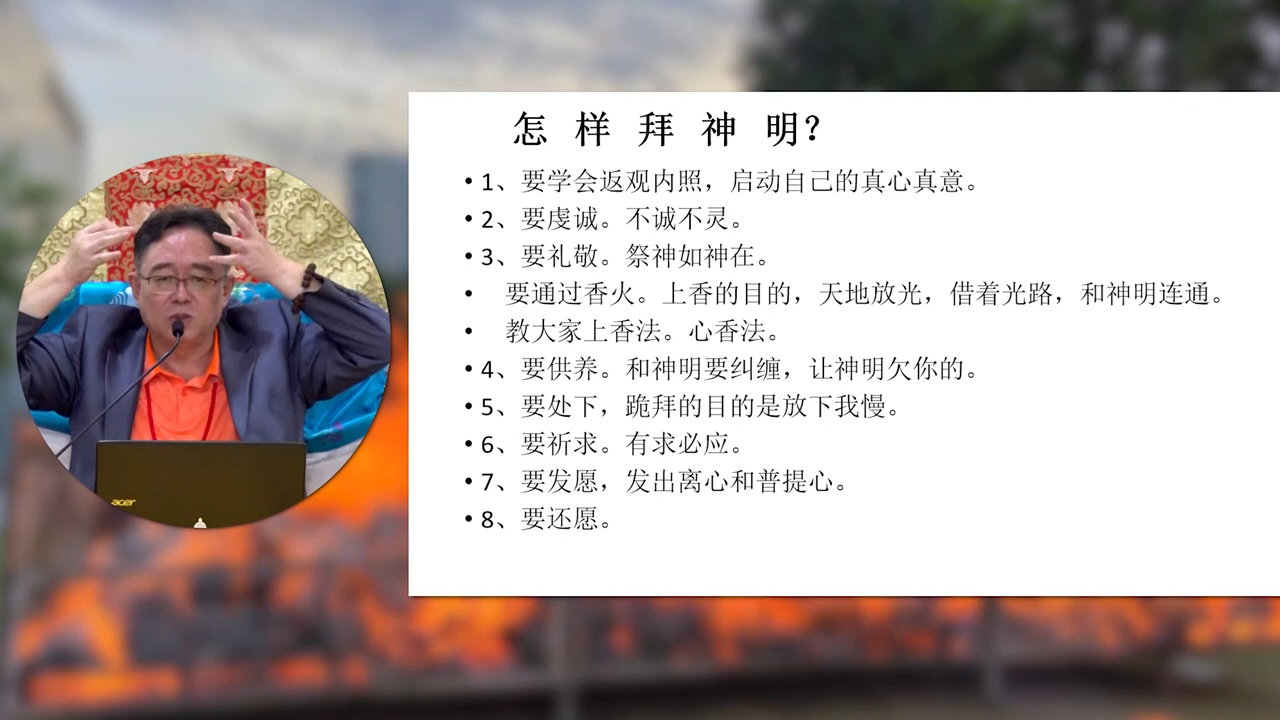 怎样拜神明？
• 1、要学会返观内照，启动自己的真心真意。
• 2、要虔诚。不诚不灵。
• 3、要礼敬。祭神如神在。
• 要通过香火。上香的目的，天地放光，借着光路，和神明连通。
• 教大家上香法。心香法。
• 4、要供养。和神明要纠缠，让神明欠你的。
• 5、要处下，跪拜的目的是放下我慢。
• 6、要祈求。有求必应。
• 7、要发愿，发出离心和普提心。
• 8、要还愿。
acer